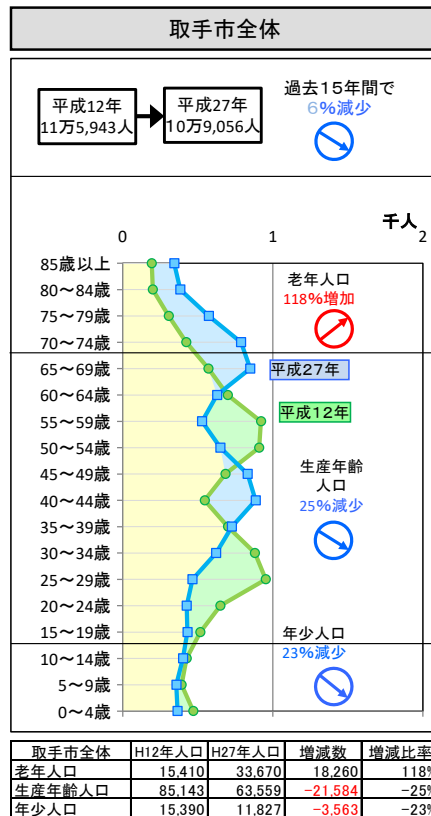 取手市全体
平成12年
11万5,943人
平成27年
10万9,056人
過去15年間で
6%減少
千人
0 1 2
85歳以上
80～84歳
75～79歳
70～74歳
65～69歳
60～64歳
55～59歳
50～54歳
45～49歳
40～44歳
35～39歳
30～34歳
25～29歳
20～24歳
15～19歳
10～14歳
5～9歳
0～4歳
老年人口
118%増加
平成27年
平成12年
生産年齢
人口
25%減少
年少人口
23%減少
取手市全体 H12年人口 H27年人口 増減数 増減比率
老年人口 15,410 33,670 18,260 118%
生産年齢人口 85,143 63,559 -21,584 -25%
年少人口 15,390 11,827 -3,563 -23%